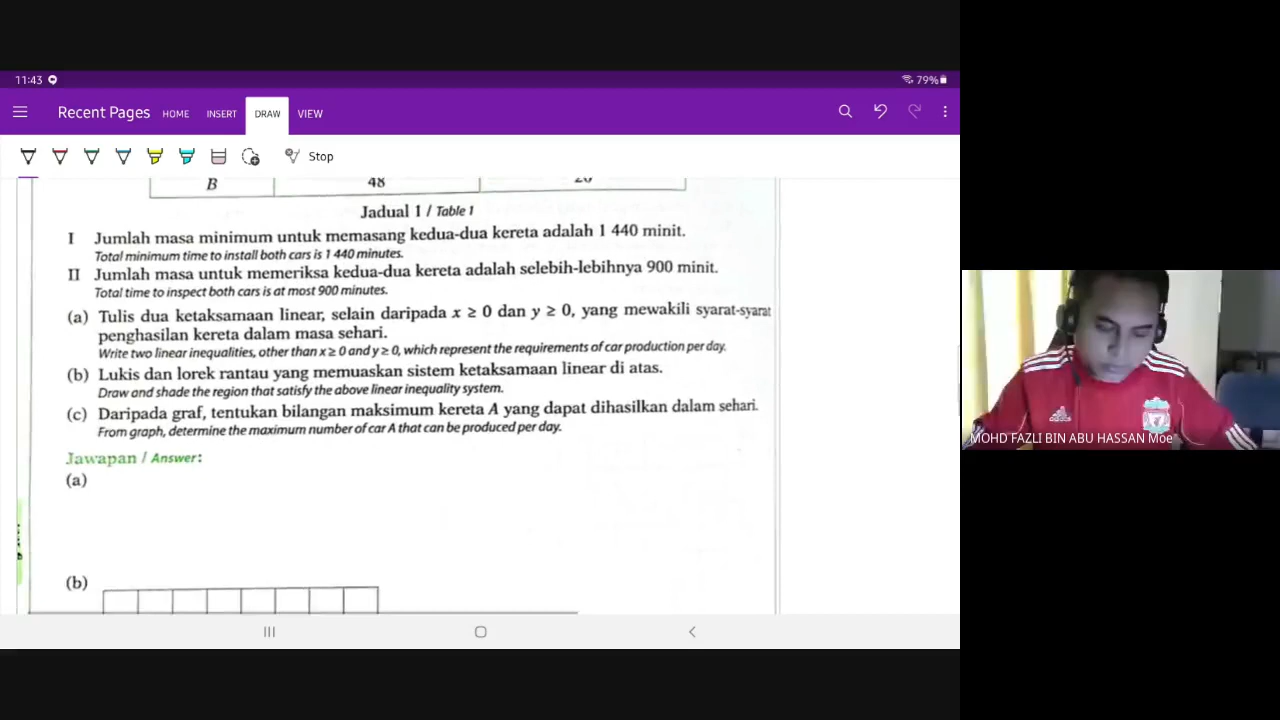 11:43
79%
Recent Pages HOME INSERT DRAW VIEW
Stop
B 48
Jadual 1 / Table 1
I Jumlah masa minimum untuk memasang kedua-dua kereta adalah 1 440 minit.
Total minimum time to install both cars is 1 440 minutes.
II Jumlah masa untuk memeriksa kedua-dua kereta adalah selebih-lebihnya 900 minit.
Total time to inspect both cars is at most 900 minutes.
(a) Tulis dua ketaksamaan linear, selain daripada x ≥ 0 dan y ≥ 0, yang mewakili syarat-syarat
penghasilan kereta dalam masa sehari.
Write two linear inequalities, other than x ≥ 0 and y ≥ 0, which represent the requirements of car production per day.
(b) Lukis dan lorek rantau yang memuaskan sistem ketaksamaan linear di atas.
Draw and shade the region that satisfy the above linear inequality system.
(c) Daripada graf, tentukan bilangan maksimum kereta A yang dapat dihasilkan dalam sehari.
From graph, determine the maximum number of car A that can be produced per day.
Jawapan / Answer:
(a)
(b)
MOHD FAZLI BIN ABU HASSAN Moe